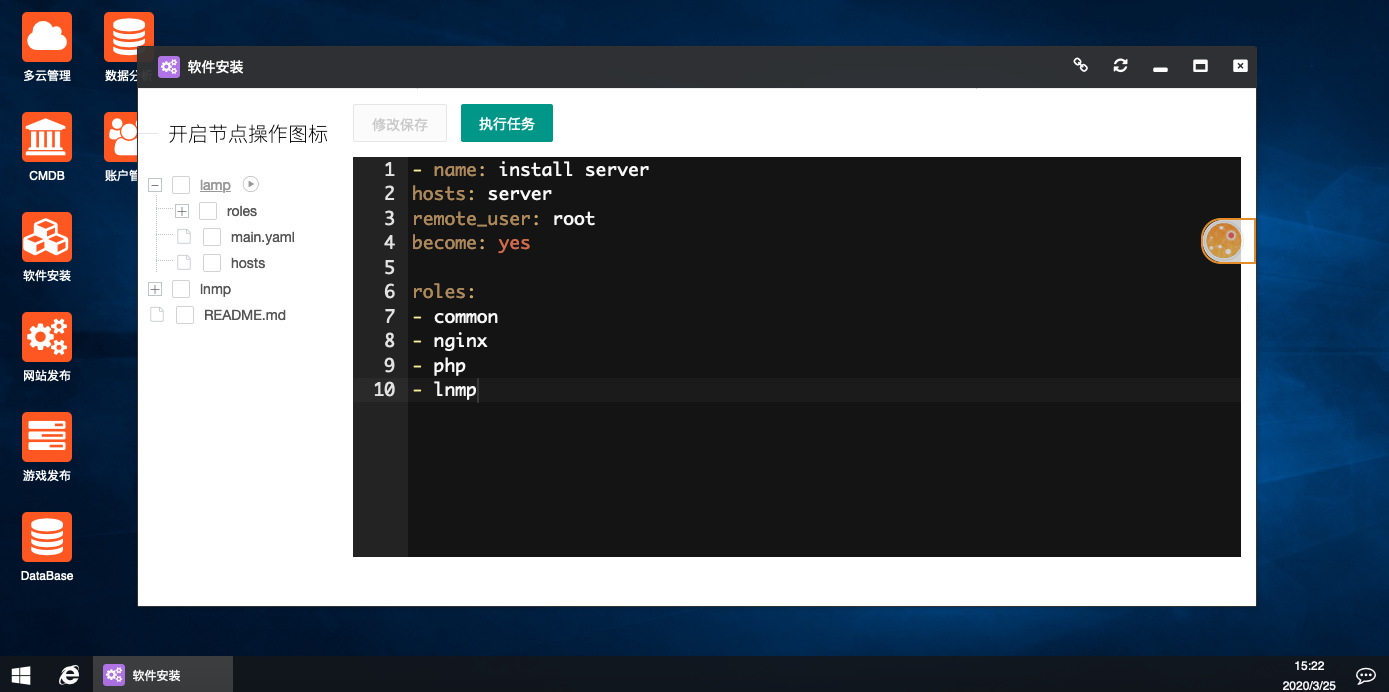 多云管理
数据分析
CMDB
账户管
软件安装
网站发布
游戏发布
DataBase
软件安装
开启节点操作图标
修改保存
执行任务
lamp
roles
main.yaml
hosts
lnmp
README.md
1 - name: install server
2 hosts: server
3 remote_user: root
4 become: yes
5
6 roles:
7 - common
8 - nginx
9 - php
10 - lnmp
软件安装
15:22
2020/3/25